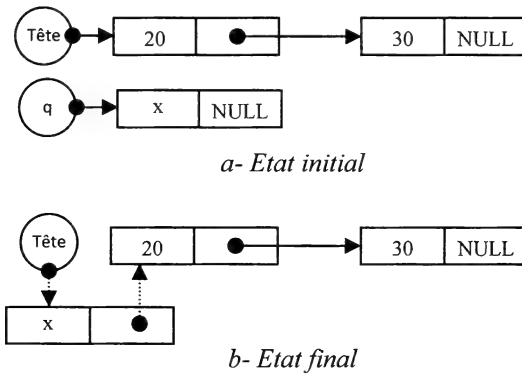 Tête 20 30 NULL
q x NULL
a- Etat initial
Tête 20 30 NULL
x
b- Etat final